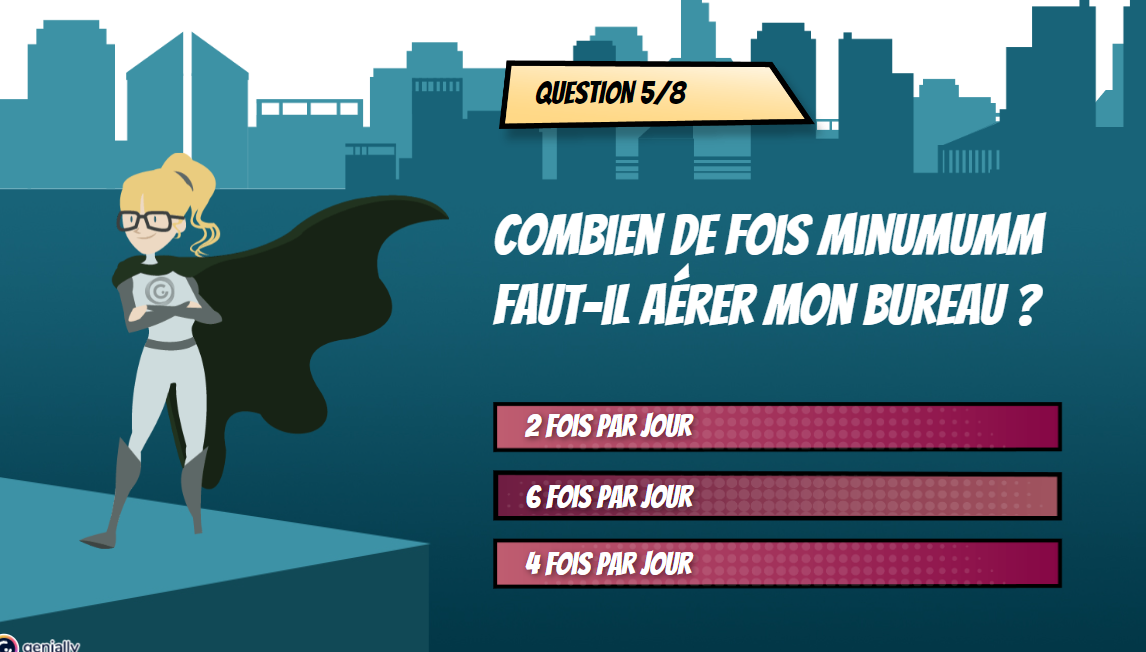 QUESTION 5/8
COMBIEN DE FOIS MINUMUMM
FAUT-IL AÉRER MON BUREAU ?
2 FOIS PAR JOUR
6 FOIS PAR JOUR
4 FOIS PAR JOUR
genially